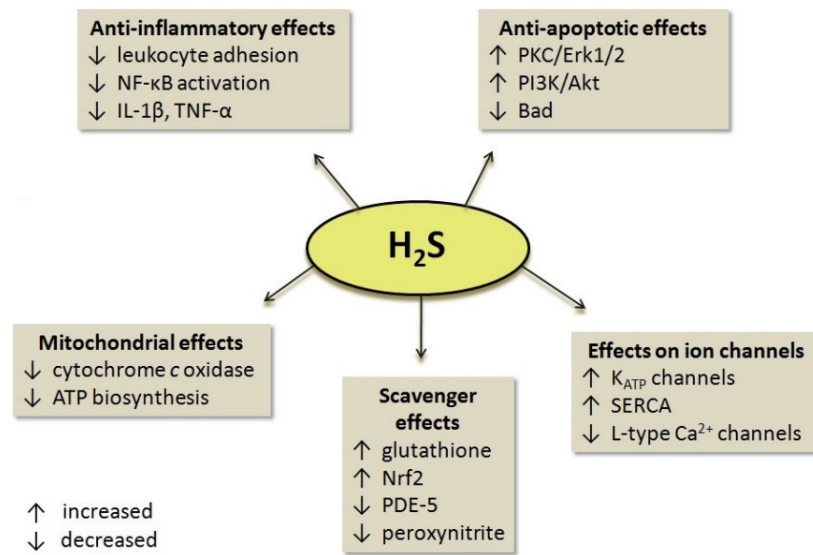 Anti-inflammatory effects
↓ leukocyte adhesion
↓ NF-κB activation
↓ IL-1β, TNF-α
Anti-apoptotic effects
↑ PKC/Erk1/2
↑ PI3K/Akt
↓ Bad
H₂S
Mitochondrial effects
↓ cytochrome c oxidase
↓ ATP biosynthesis
Scavenger
effects
↑ glutathione
↑ Nrf2
↓ PDE-5
↓ peroxynitrite
Effects on ion channels
↑ K_ATP channels
↑ SERCA
↓ L-type Ca²⁺ channels
↑ increased
↓ decreased